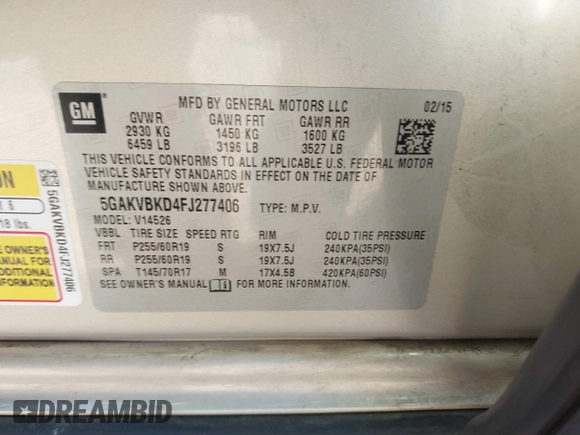 GM
MFD BY GENERAL MOTORS LLC 02/15
GVWR GAWR FRT GAWR RR
2930 KG 1450 KG 1600 KG
6459 LB 3196 LB 3527 LB
THIS VEHICLE CONFORMS TO ALL APPLICABLE U.S. FEDERAL MOTOR
VEHICLE SAFETY STANDARDS IN EFFECT ON THE DATE OF
MANUFACTURE SHOWN ABOVE.
5GAKVBKD4FJ277406 TYPE: M.P.V.
MODEL: V14526
VBBL TIRE SIZE SPEED RTG RIM COLD TIRE PRESSURE
FRT P255/60R19 S 19X7.5J 240KPA(35PSI)
RR P255/60R19 S 19X7.5J 240KPA(35PSI)
SPA T145/70R17 M 17X4.5B 420KPA(60PSI)
SEE OWNER'S MANUAL FOR MORE INFORMATION.
ION
6
18 lbs.
OWNER'S
MANUAL FOR
ADDITIONAL
INFORMATION
5GAKVBKD4FJ277406
DREAMBID